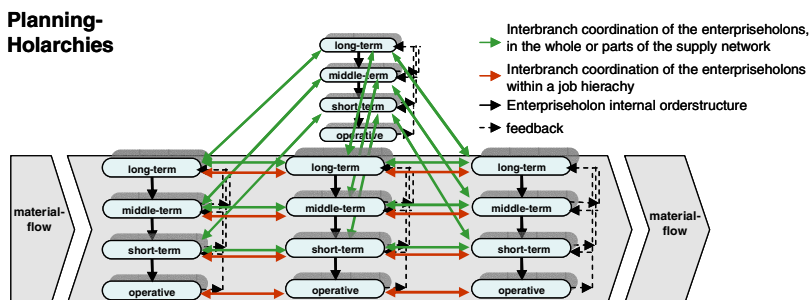 Planning-
Holarchies
Interbranch coordination of the enterpriseholons,
in the whole or parts of the supply network
Interbranch coordination of the enterpriseholons
within a job hierachy
Enterpriseholon internal orderstructure
feedback
long-term
middle-term
short-term
operative
material-
flow
long-term
middle-term
short-term
operative
long-term
middle-term
short-term
operative
long-term
middle-term
short-term
operative
material-
flow